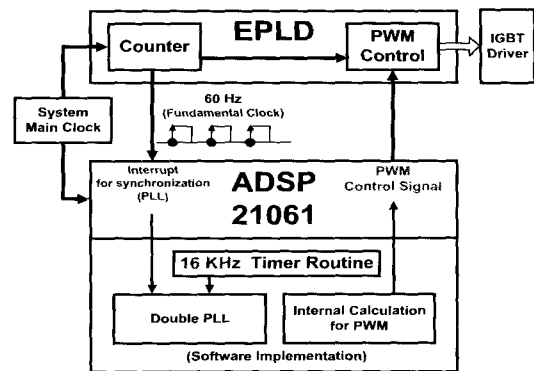 EPLD
Counter
PWM
Control
IGBT
Driver
System
Main Clock
60 Hz
(Fundamental Clock)
Interrupt
for synchronization
(PLL)
ADSP
21061
PWM
Control Signal
16 KHz Timer Routine
Double PLL
Internal Calculation
for PWM
(Software Implementation)